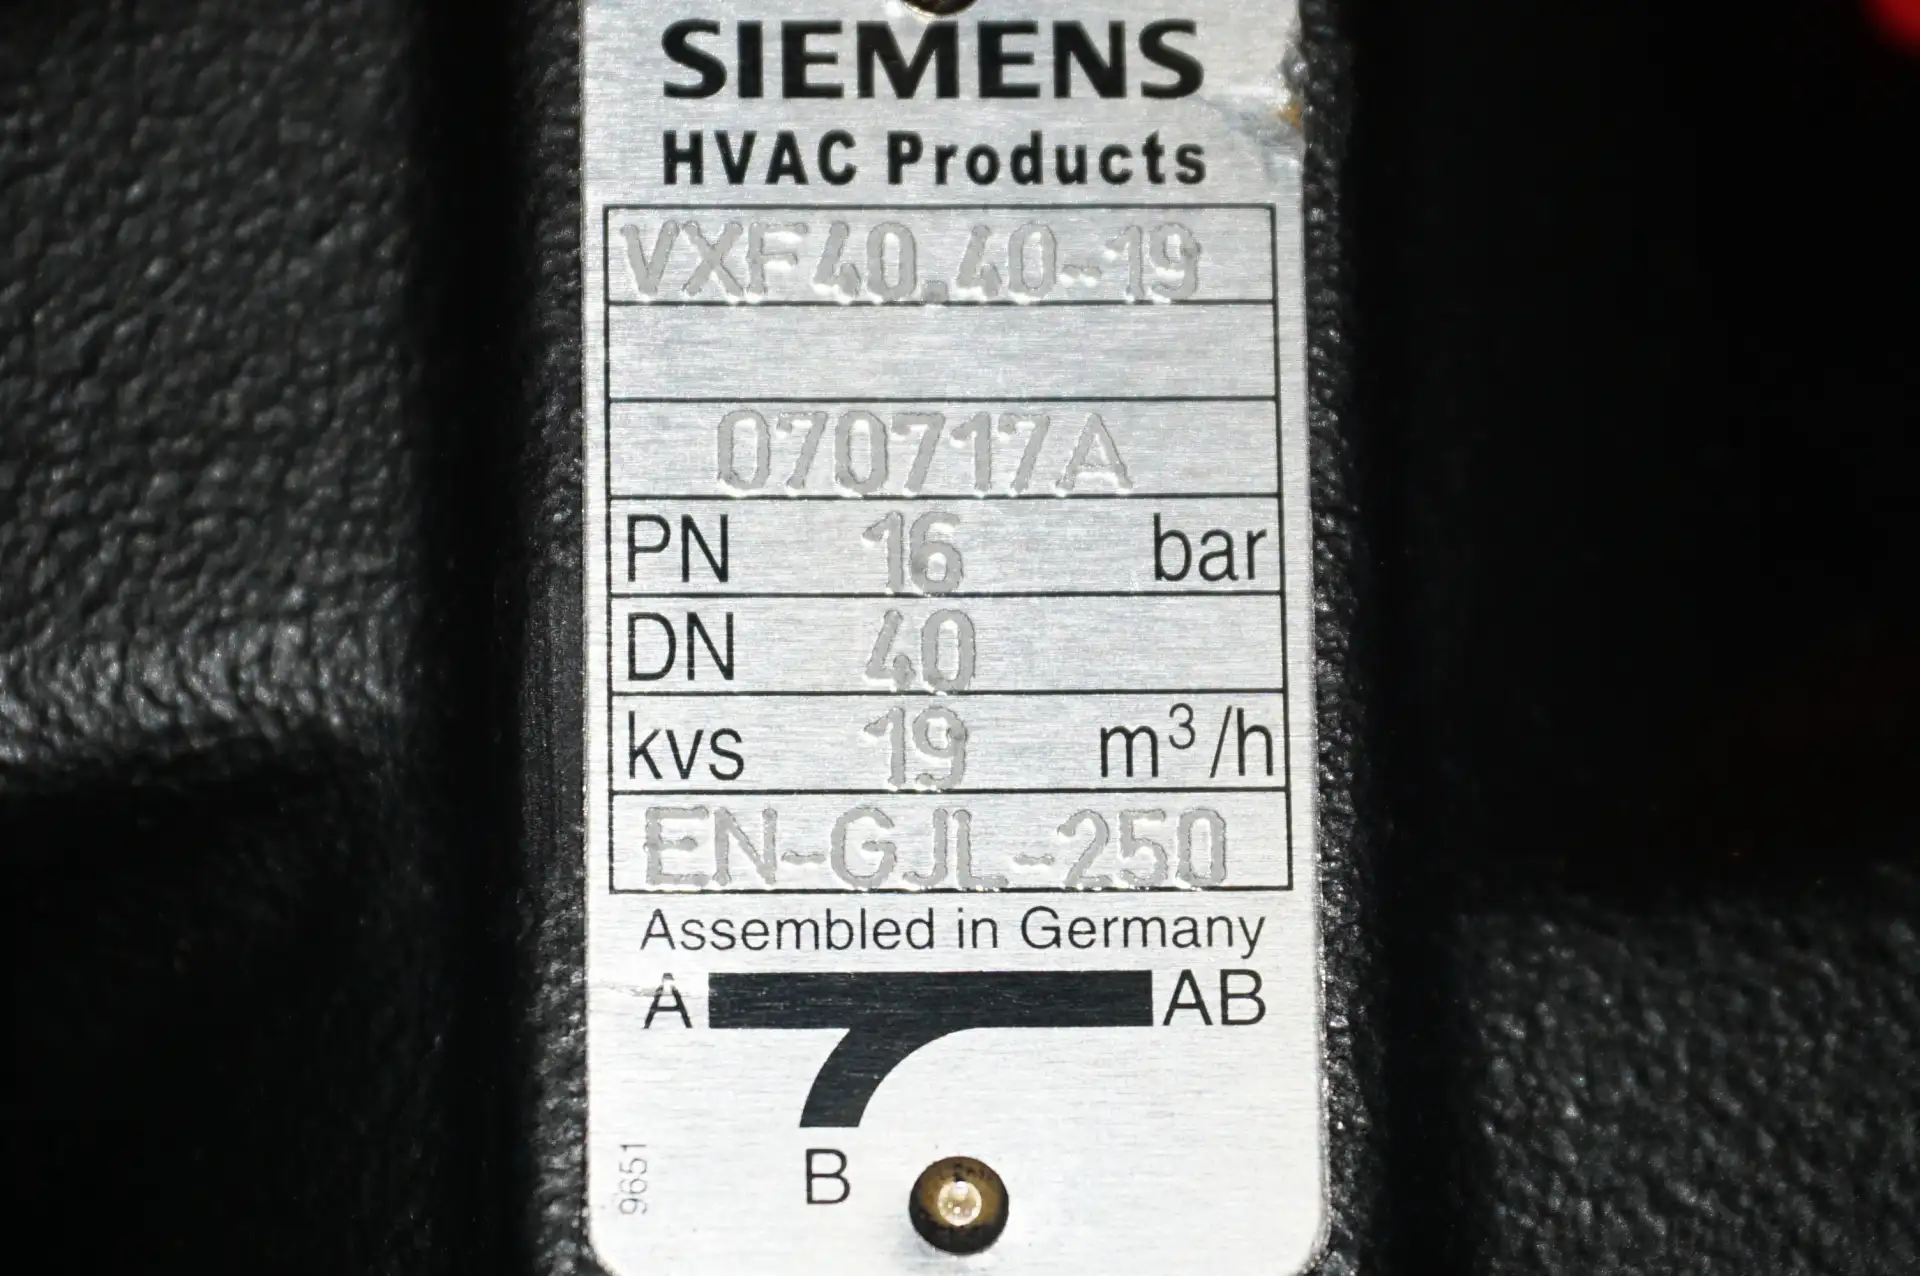 SIEMENS
HVAC Products
VXF40.40-19
070717A
PN 16 bar
DN 40
kvs 19 m³/h
EN-GJL-250
Assembled in Germany
A AB
B
9651